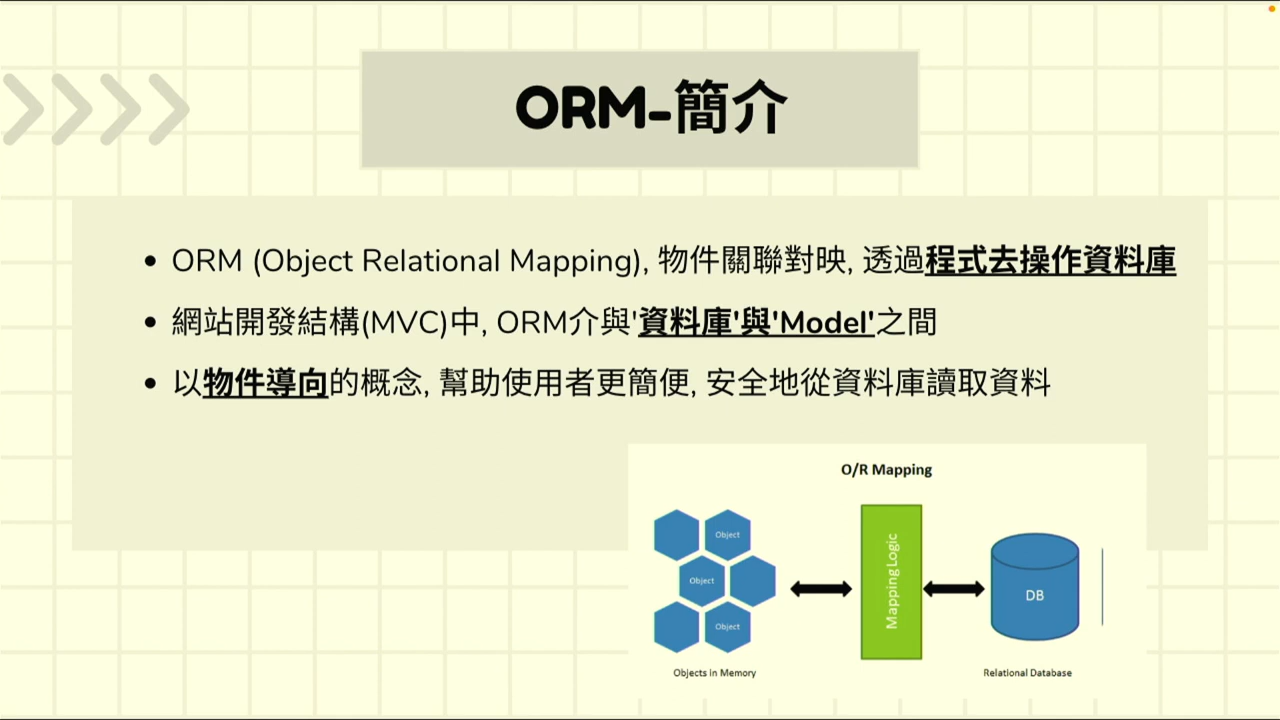 ORM-簡介
ORM (Object Relational Mapping), 物件關聯對映, 透過程式去操作資料庫
網站開發結構(MVC)中, ORM介與'資料庫'與'Model'之間
以物件導向的概念, 幫助使用者更簡便, 安全地從資料庫讀取資料
O/R Mapping
Object
Object
Object
Mapping Logic
DB
Objects in Memory
Relational Database